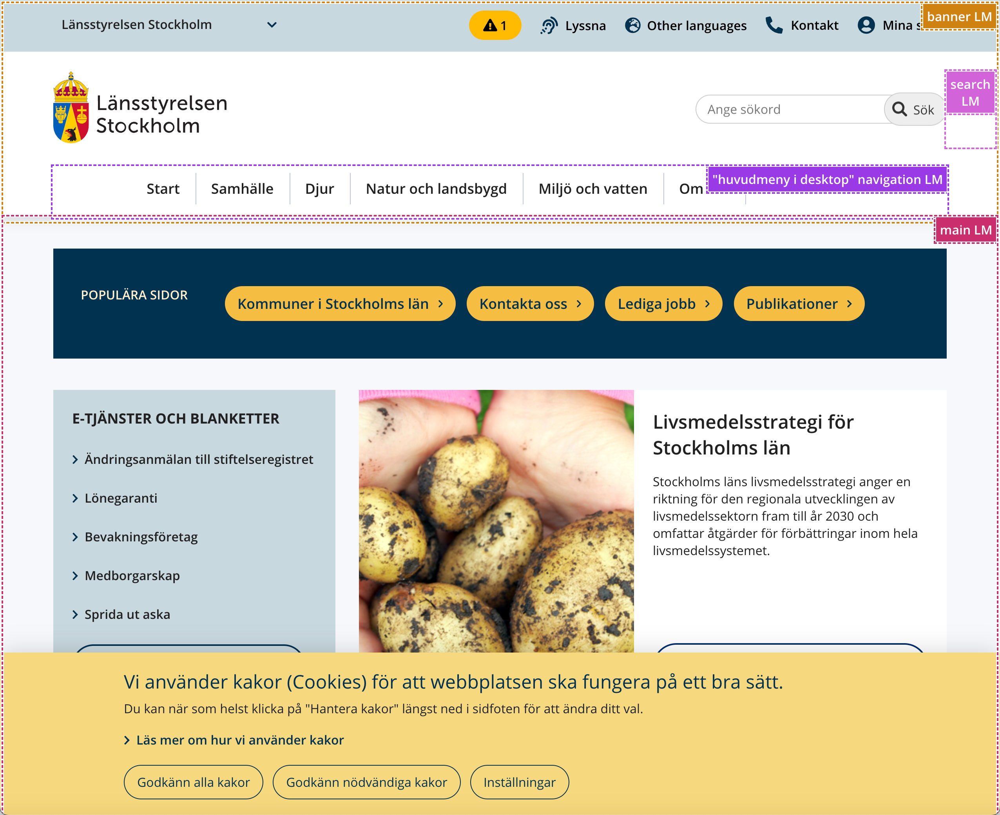 Länsstyrelsen Stockholm
1
Lyssna
Other languages
Kontakt
Mina
banner LM
Länsstyrelsen
Stockholm
Ange sökord
Sök
search
LM
Start
Samhälle
Djur
Natur och landsbygd
Miljö och vatten
Om
"huvudmeny i desktop" navigation LM
main LM
POPULÄRA SIDOR
Kommuner i Stockholms län
Kontakta oss
Lediga jobb
Publikationer
E-TJÄNSTER OCH BLANKETTER
Ändringsanmälan till stiftelseregistret
Lönegaranti
Bevakningsföretag
Medborgarskap
Sprida ut aska
Livsmedelsstrategi för
Stockholms län
Stockholms läns livsmedelsstrategi anger en
riktning för den regionala utvecklingen av
livsmedelssektorn fram till år 2030 och
omfattar åtgärder för förbättringar inom hela
livsmedelssystemet.
Vi använder kakor (Cookies) för att webbplatsen ska fungera på ett bra sätt.
Du kan när som helst klicka på "Hantera kakor" längst ned i sidfoten för att ändra ditt val.
Läs mer om hur vi använder kakor
Godkänn alla kakor
Godkänn nödvändiga kakor
Inställningar